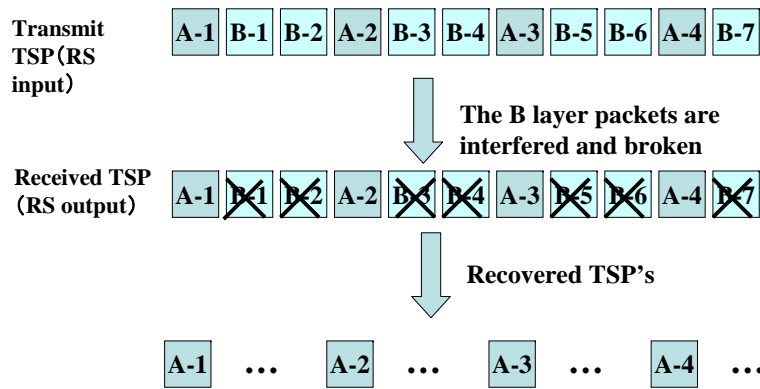 Transmit
TSP（RS
input）
A-1 B-1 B-2 A-2 B-3 B-4 A-3 B-5 B-6 A-4 B-7
The B layer packets are
interfered and broken
Received TSP
（RS output）
A-1 B-1 B-2 A-2 B-3 B-4 A-3 B-5 B-6 A-4 B-7
Recovered TSP’s
A-1 … A-2 … A-3 … A-4 …